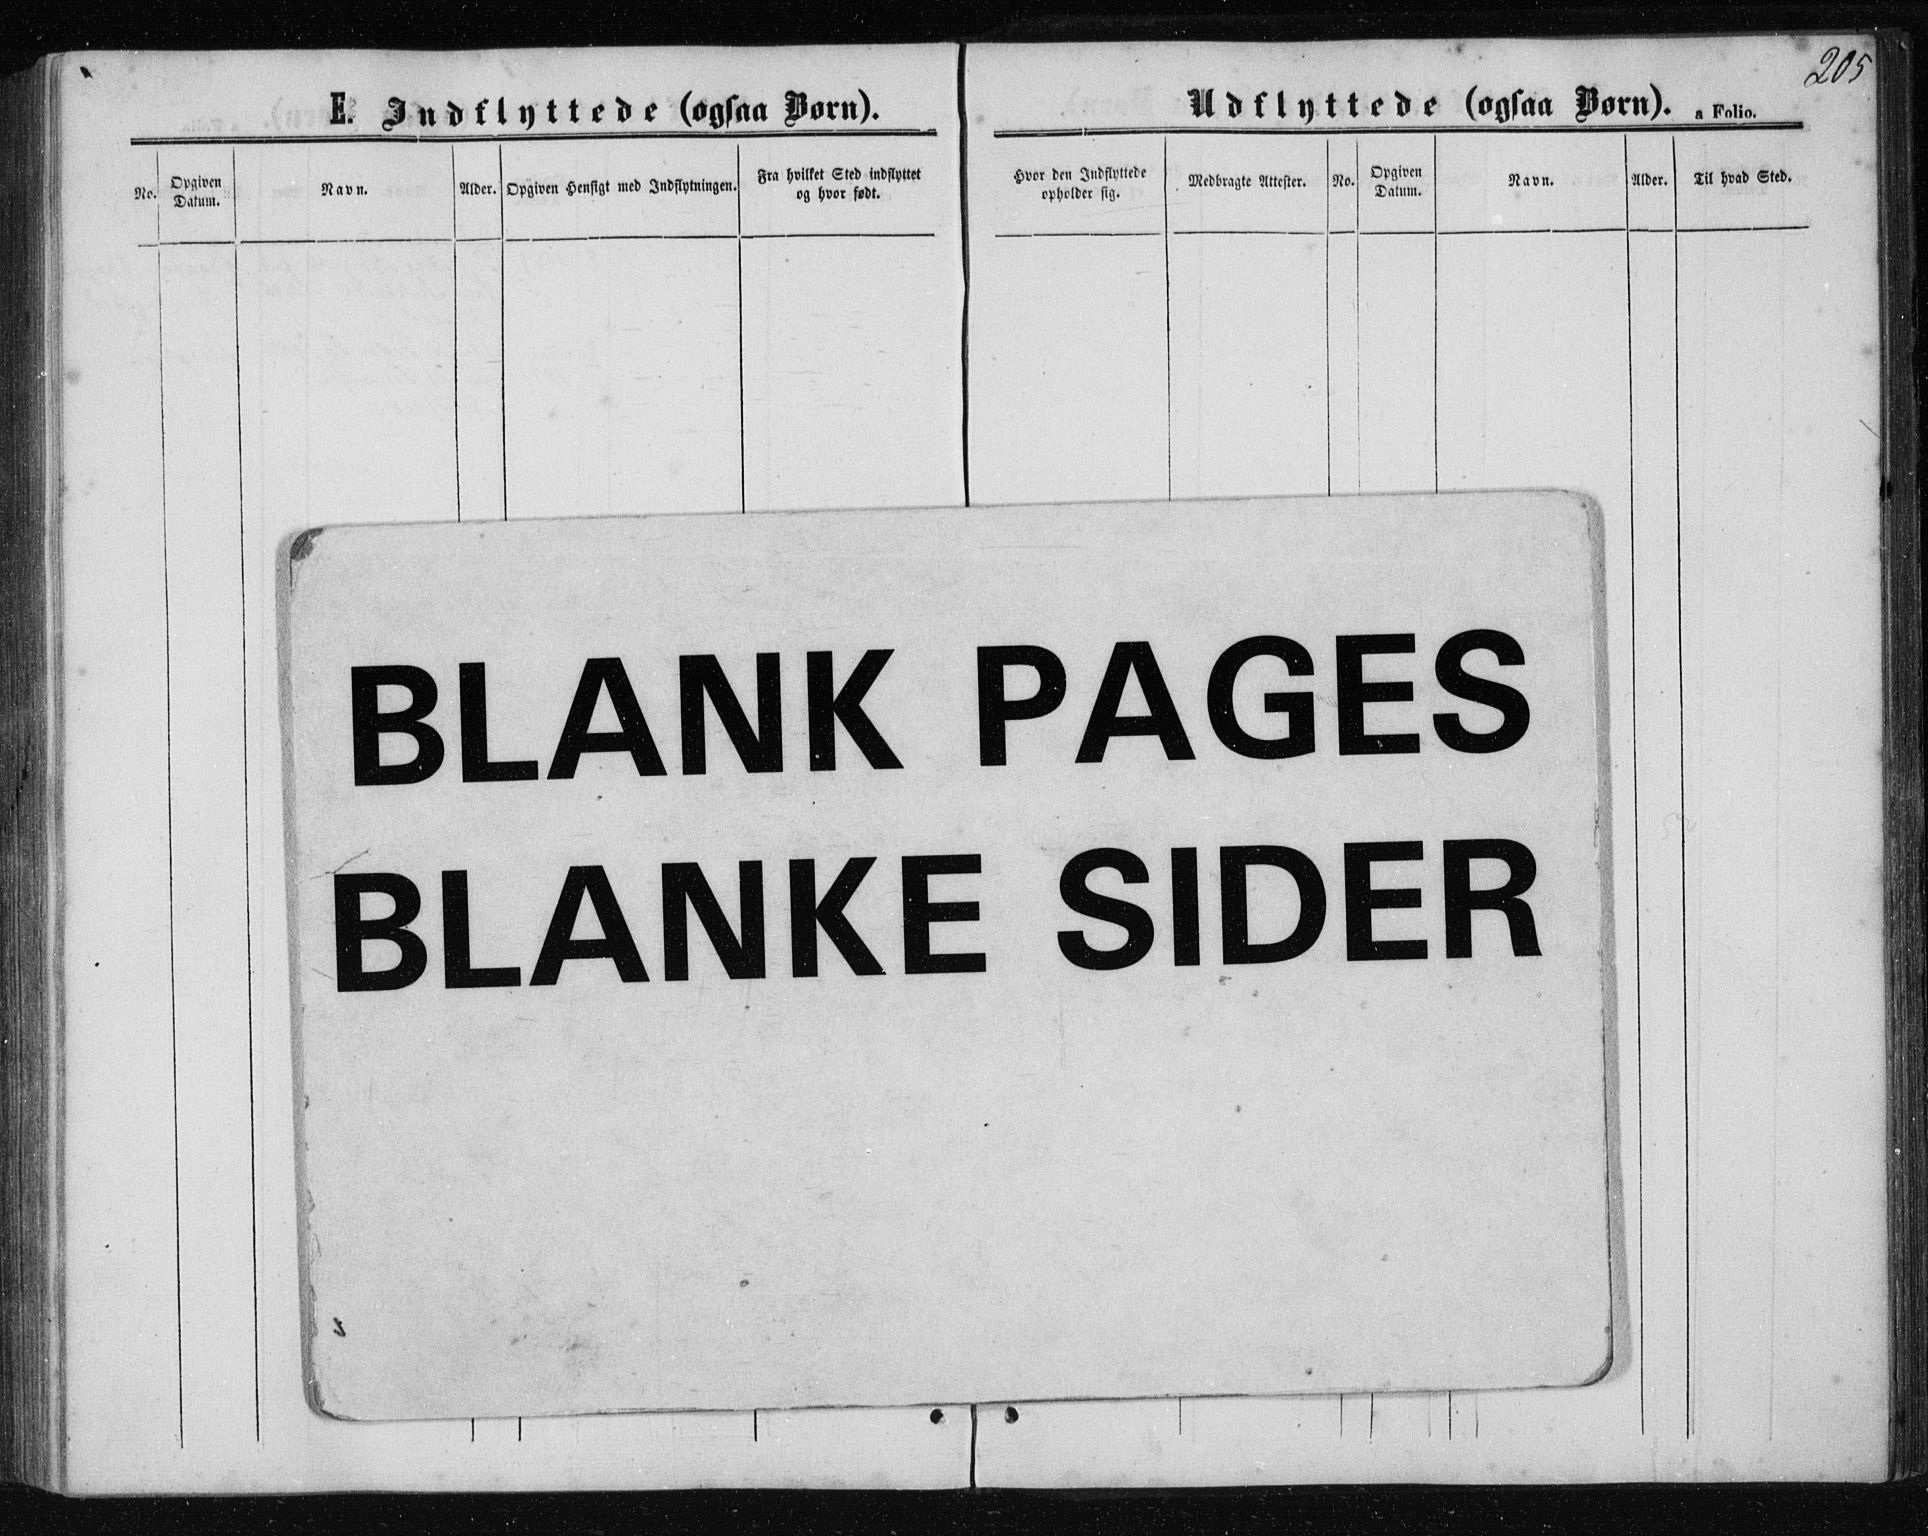 205
E. Indflyttede (ogsaa Børn).
No.
Opgiven Datum.
Navn.
Alder.
Opgiven Hensigt med Indflytningen.
Fra hvilket Sted indflyttet og hvor født.
Udflyttede (ogsaa Børn). a Folio.
Hvor den Indflyttede opholder sig.
Medbragte Attester.
No.
Opgiven Datum.
Navn.
Alder.
Til hvad Sted.
BLANK PAGES
BLANKE SIDER